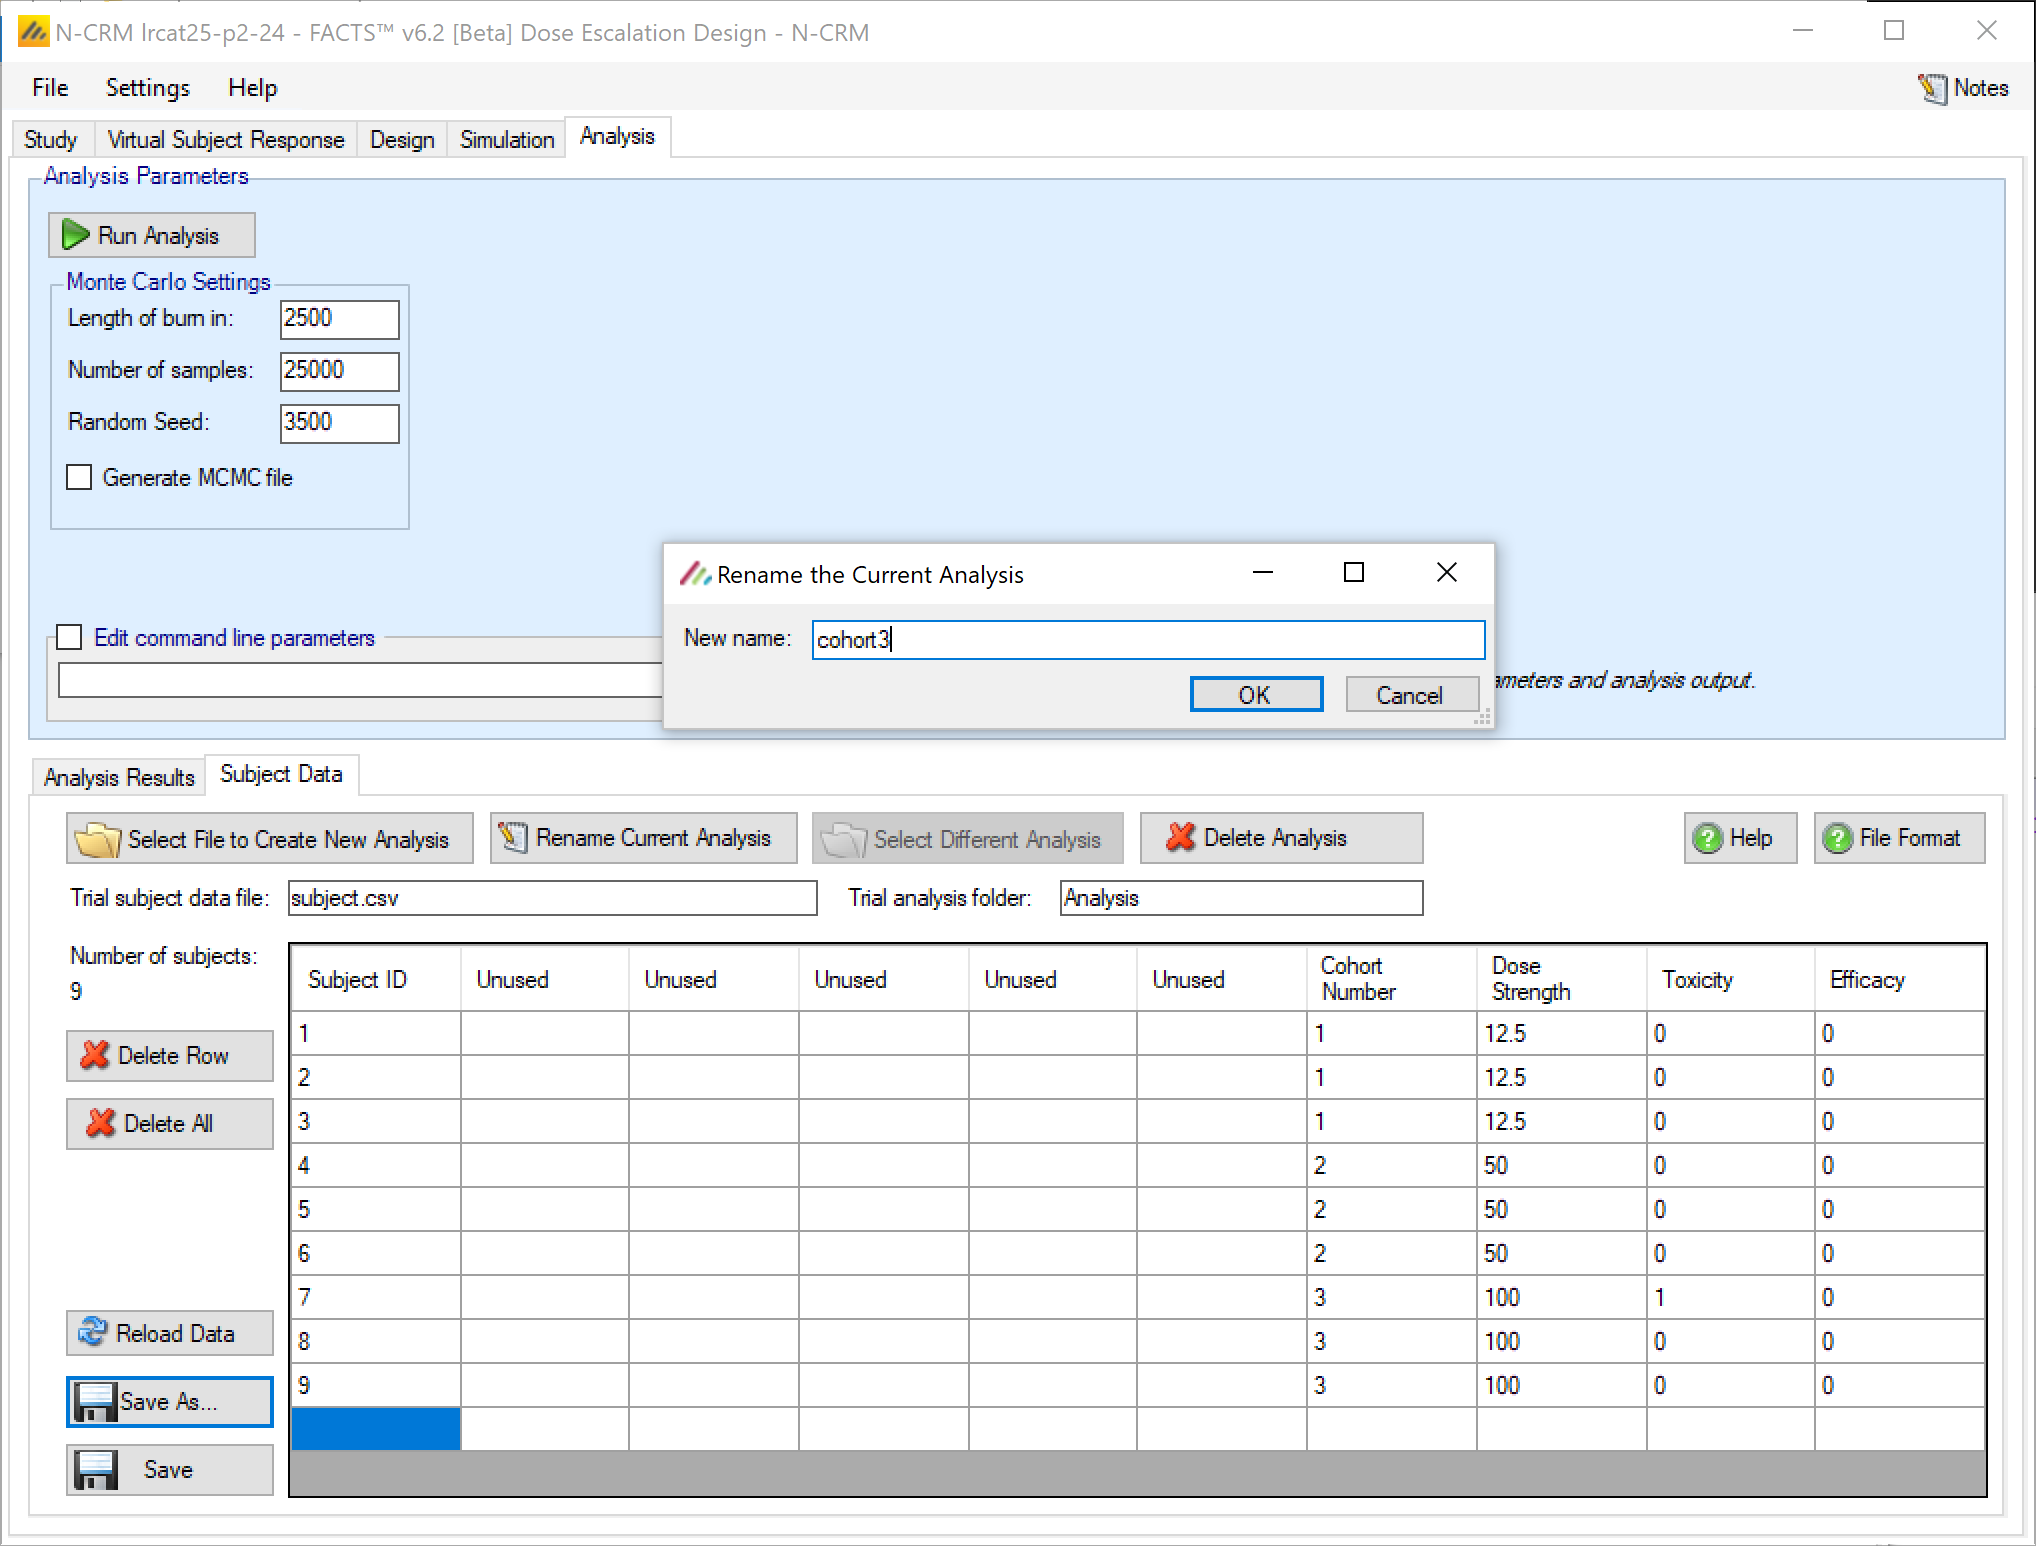 N-CRM lrcat25-p2-24 - FACTS™ v6.2 [Beta] Dose Escalation Design - N-CRM
File Settings Help Notes
Study Virtual Subject Response Design Simulation Analysis
Analysis Parameters
Run Analysis
Monte Carlo Settings
Length of burn in: 2500
Number of samples: 25000
Random Seed: 3500
Generate MCMC file
Rename the Current Analysis
New name: cohort3
OK Cancel
Edit command line parameters
and analysis output.
Analysis Results Subject Data
Select File to Create New Analysis Rename Current Analysis Select Different Analysis Delete Analysis Help File Format
Trial subject data file: subject.csv Trial analysis folder: Analysis
Number of subjects:
9
Delete Row
Delete All
Reload Data
Save As...
Save
Subject ID Unused Unused Unused Unused Unused Cohort Number Dose Strength Toxicity Efficacy
1 1 12.5 0 0
2 1 12.5 0 0
3 1 12.5 0 0
4 2 50 0 0
5 2 50 0 0
6 2 50 0 0
7 3 100 1 0
8 3 100 0 0
9 3 100 0 0